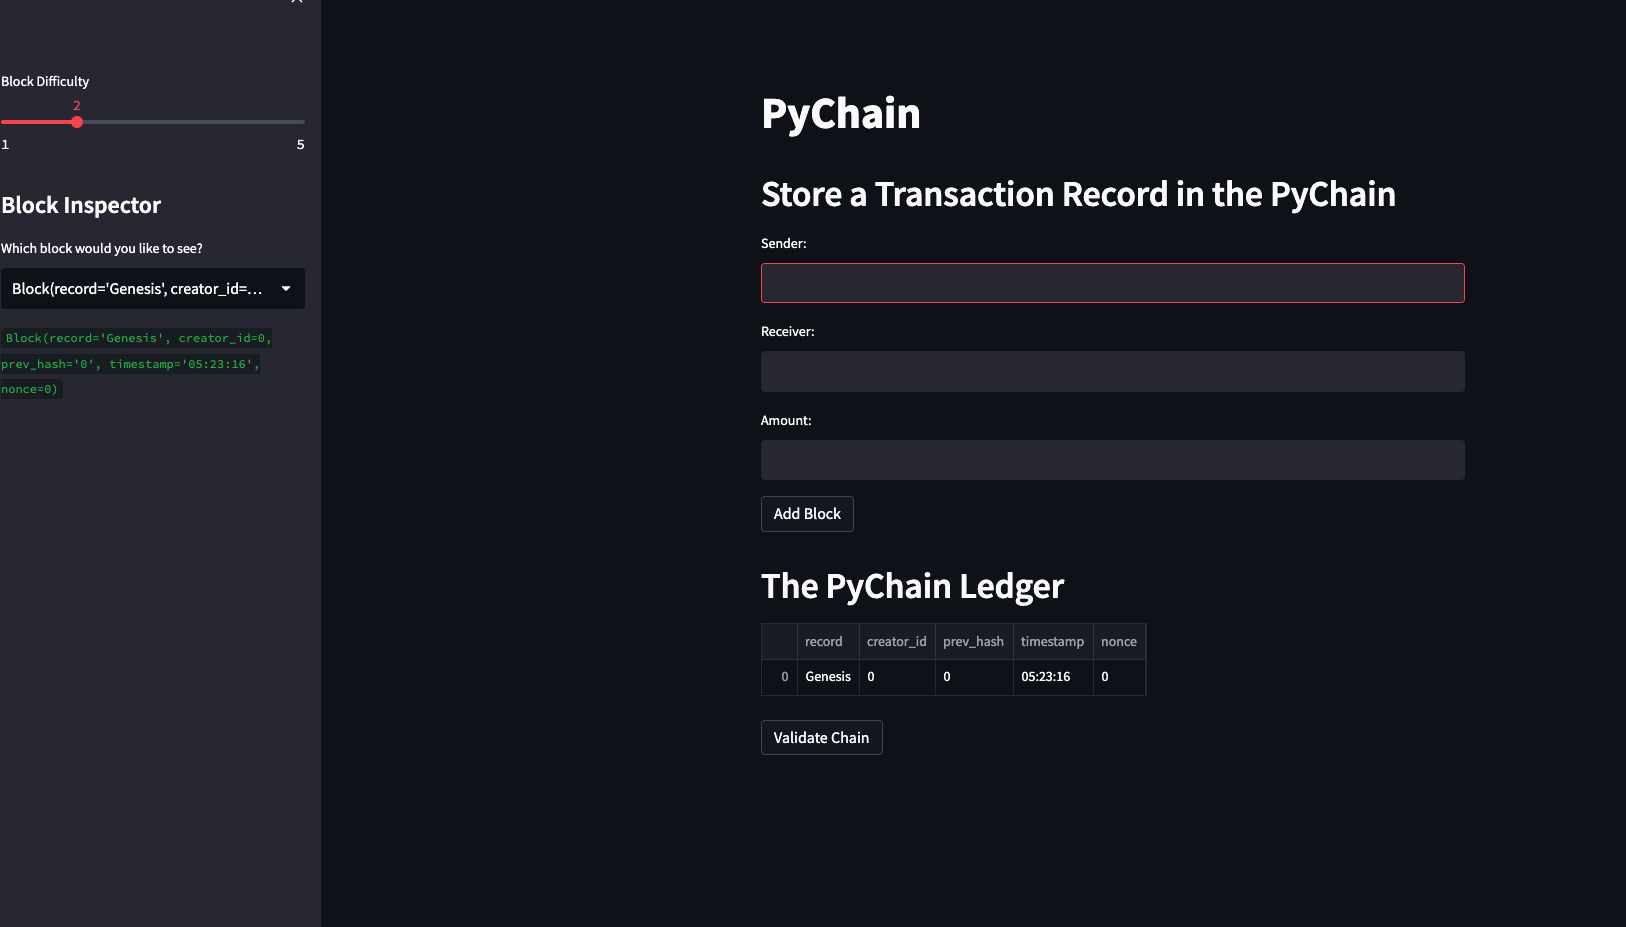 Block Difficulty
2
1 5
Block Inspector
Which block would you like to see?
Block(record='Genesis', creator_id=...
Block(record='Genesis', creator_id=0,
prev_hash='0', timestamp='05:23:16',
nonce=0)
PyChain
Store a Transaction Record in the PyChain
Sender:
Receiver:
Amount:
Add Block
The PyChain Ledger
record creator_id prev_hash timestamp nonce
0 Genesis 0 0 05:23:16 0
Validate Chain